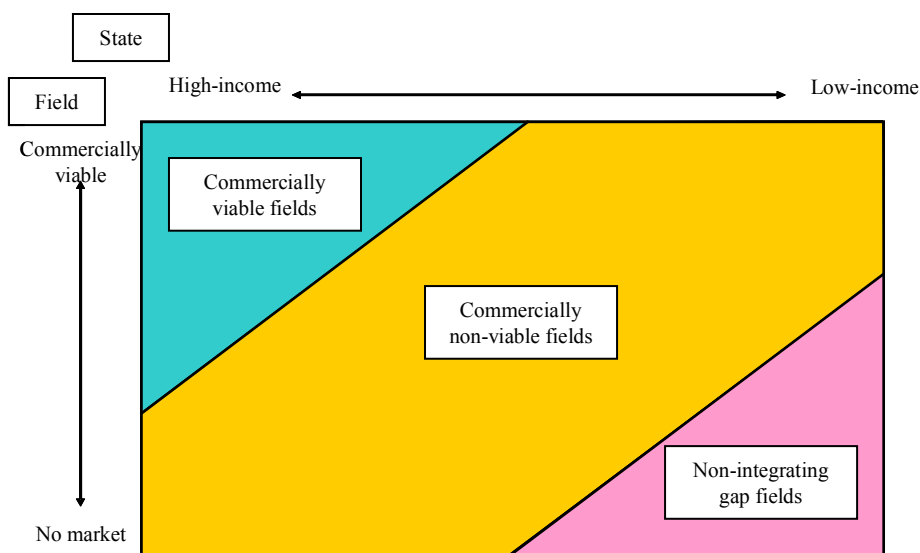 State
High-income
Low-income
Field
Commercially
viable
Commercially
viable fields
Commercially
non-viable fields
Non-integrating
gap fields
No market